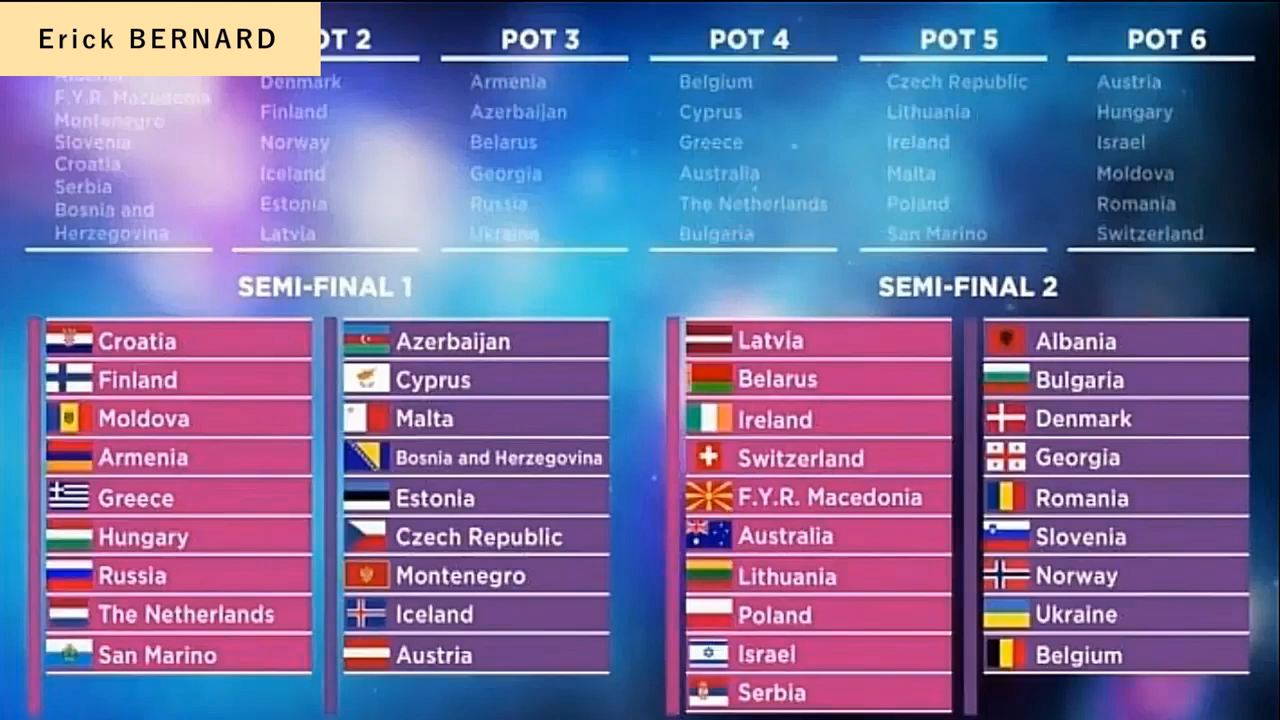 Erick BERNARD
OT 2
POT 3
POT 4
POT 5
POT 6
Albania
F.Y.R. Macedonia
Montenegro
Slovenia
Croatia
Serbia
Bosnia and
Herzegovina
Denmark
Finland
Norway
Iceland
Estonia
Latvia
Armenia
Azerbaijan
Belarus
Georgia
Russia
Ukraine
Belgium
Cyprus
Greece
Australia
The Netherlands
Bulgaria
Czech Republic
Lithuania
Ireland
Malta
Poland
San Marino
Austria
Hungary
Israel
Moldova
Romania
Switzerland
SEMI-FINAL 1
Croatia
Finland
Moldova
Armenia
Greece
Hungary
Russia
The Netherlands
San Marino
Azerbaijan
Cyprus
Malta
Bosnia and Herzegovina
Estonia
Czech Republic
Montenegro
Iceland
Austria
SEMI-FINAL 2
Latvia
Belarus
Ireland
Switzerland
F.Y.R. Macedonia
Australia
Lithuania
Poland
Israel
Serbia
Albania
Bulgaria
Denmark
Georgia
Romania
Slovenia
Norway
Ukraine
Belgium